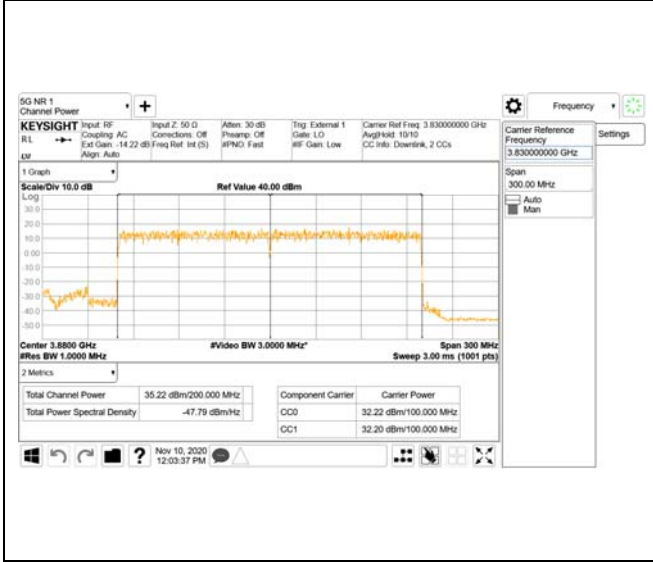 5G NR 1
Channel Power
Frequency
KEYSIGHT
RL
Input: RF
Coupling: AC
Ext Gain: -14.22 dB
Align: Auto
Input Z: 50 Ω
Corrections: Off
Freq Ref: Int (S)
Atten: 30 dB
Preamp: Off
#PNO: Fast
Trig: External 1
Gate: LO
#IF Gain: Low
Carrier Ref Freq: 3.830000000 GHz
Avg|Hold: 10/10
CC Info: Downlink, 2 CCs
Carrier Reference
Frequency
3.830000000 GHz
Settings
Span
300.00 MHz
Auto
Man
1 Graph
Scale/Div 10.0 dB
Ref Value 40.00 dBm
Log
30.0
20.0
10.0
0.00
-10.0
-20.0
-30.0
-40.0
-50.0
Center 3.8800 GHz
#Video BW 3.0000 MHz*
Span 300 MHz
#Res BW 1.0000 MHz
Sweep 3.00 ms (1001 pts)
2 Metrics
Total Channel Power 35.22 dBm/200.000 MHz
Total Power Spectral Density -47.79 dBm/Hz
Component Carrier Carrier Power
CC0 32.22 dBm/100.000 MHz
CC1 32.20 dBm/100.000 MHz
?
Nov 10, 2020
12:03:37 PM